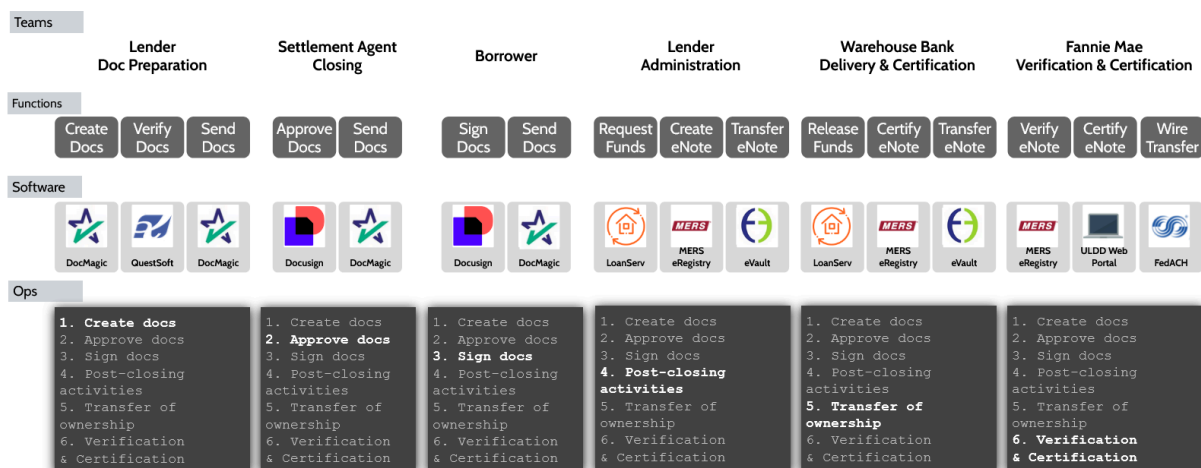 Teams
Lender
Doc Preparation
Settlement Agent
Closing
Borrower
Lender
Administration
Warehouse Bank
Delivery & Certification
Fannie Mae
Verification & Certification
Functions
Create
Docs
Verify
Docs
Send
Docs
Approve
Docs
Send
Docs
Sign
Docs
Send
Docs
Request
Funds
Create
eNote
Transfer
eNote
Release
Funds
Certify
eNote
Transfer
eNote
Verify
eNote
Certify
eNote
Wire
Transfer
Software
DocMagic
QuestSoft
DocMagic
Docusign
DocMagic
Docusign
DocMagic
LoanServ
MERS
MERS
eRegistry
eVault
LoanServ
MERS
MERS
eRegistry
eVault
MERS
MERS
eRegistry
ULDD Web
Portal
FedACH
Ops
1. Create docs
2. Approve docs
3. Sign docs
4. Post-closing
activities
5. Transfer of
ownership
6. Verification
& Certification
1. Create docs
2. Approve docs
3. Sign docs
4. Post-closing
activities
5. Transfer of
ownership
6. Verification
& Certification
1. Create docs
2. Approve docs
3. Sign docs
4. Post-closing
activities
5. Transfer of
ownership
6. Verification
& Certification
1. Create docs
2. Approve docs
3. Sign docs
4. Post-closing
activities
5. Transfer of
ownership
6. Verification
& Certification
1. Create docs
2. Approve docs
3. Sign docs
4. Post-closing
activities
5. Transfer of
ownership
6. Verification
& Certification
1. Create docs
2. Approve docs
3. Sign docs
4. Post-closing
activities
5. Transfer of
ownership
6. Verification
& Certification